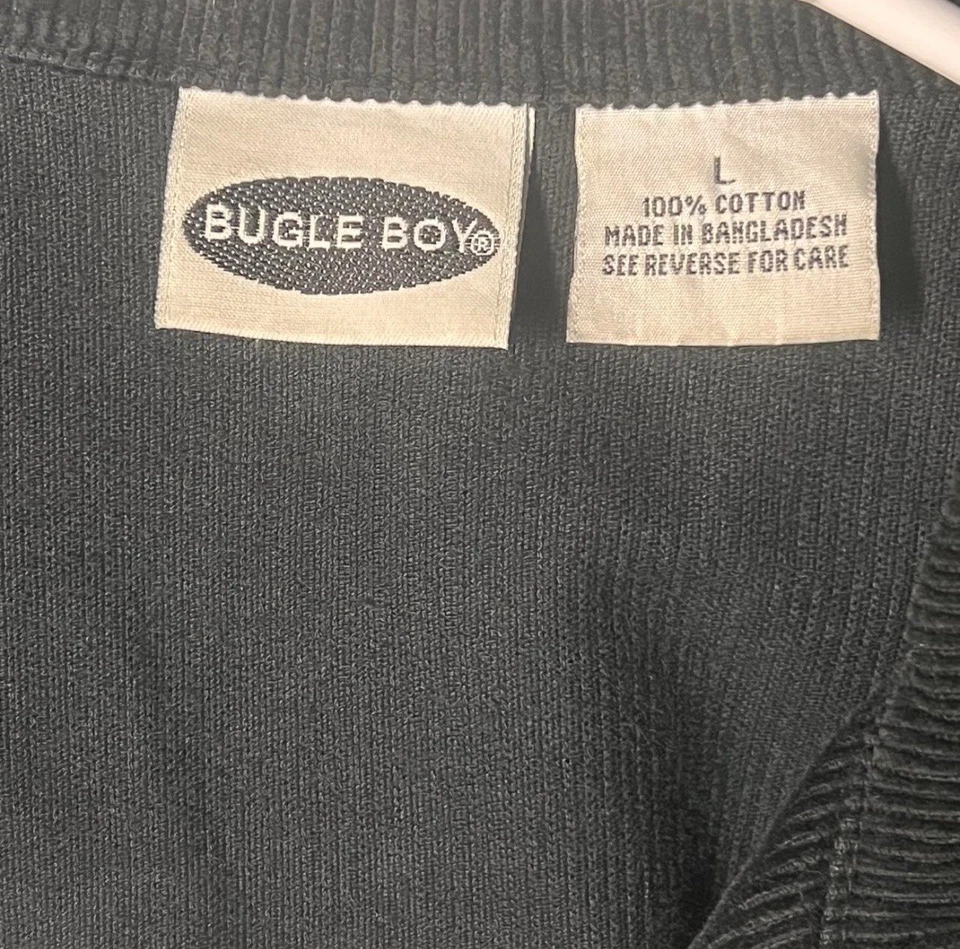 BUGLE BOY®
L
100% COTTON
MADE IN BANGLADESH
SEE REVERSE FOR CARE